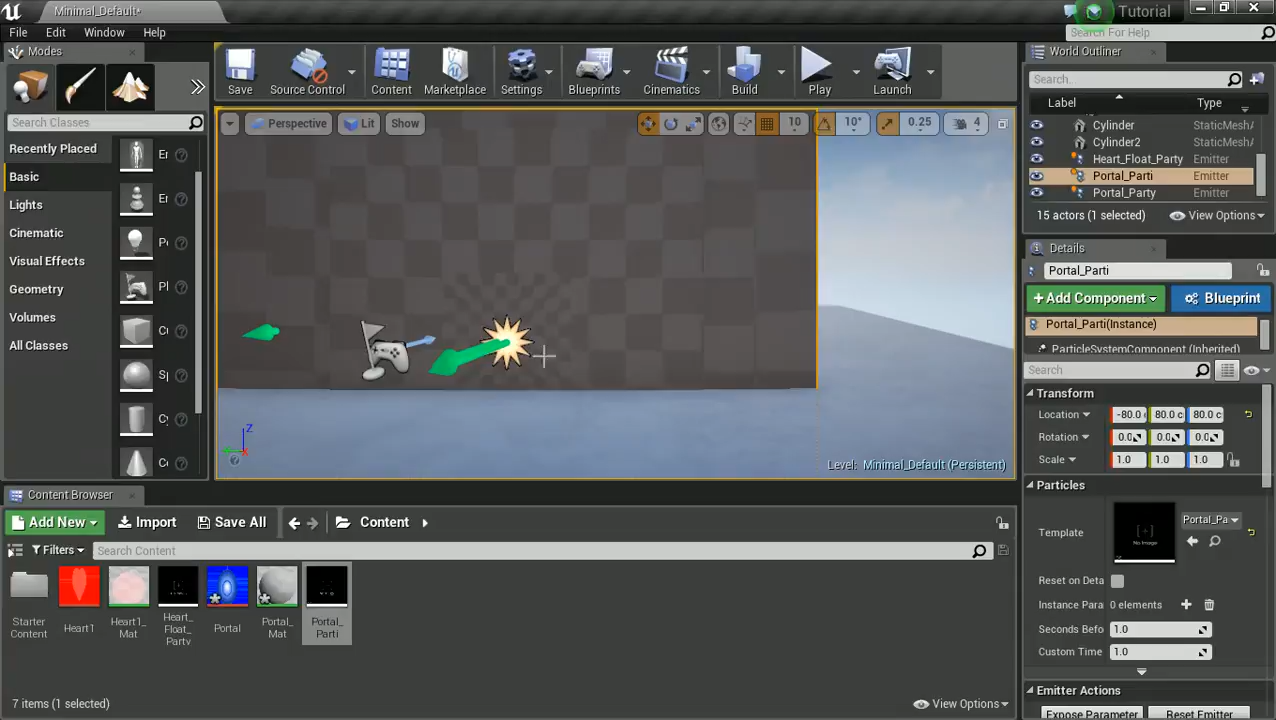 Minimal_Default*
Tutorial
File Edit Window Help
Search For Help
Modes
Save
Source Control
Content
Marketplace
Settings
Blueprints
Cinematics
Build
Play
Launch
World Outliner
Search...
Label Type
Cylinder StaticMeshA
Cylinder2 StaticMeshA
Heart_Float_Party Emitter
Portal_Parti Emitter
Portal_Party Emitter
15 actors (1 selected) View Options
Search Classes
Recently Placed
Basic
Lights
Cinematic
Visual Effects
Geometry
Volumes
All Classes
Perspective Lit Show 10 10° 0.25 4
Z
Level: Minimal_Default (Persistent)
Details
Portal_Parti
+Add Component Blueprint
Portal_Parti(Instance)
ParticleSystemComponent (Inherited)
Search
Transform
Location -80.0 c 80.0 c 80.0 c
Rotation 0.0 0.0 0.0
Scale 1.0 1.0 1.0
Particles
Template Portal_Pa
Reset on Deta
Instance Para 0 elements
Seconds Befo 1.0
Custom Time 1.0
Emitter Actions
Expose Parameter Reset Emitter
Content Browser
Add New Import Save All Content
Filters Search Content
Starter Content
Heart1
Heart1_Mat
Heart_Float_Party
Portal
Portal_Mat
Portal_Parti
7 items (1 selected) View Options